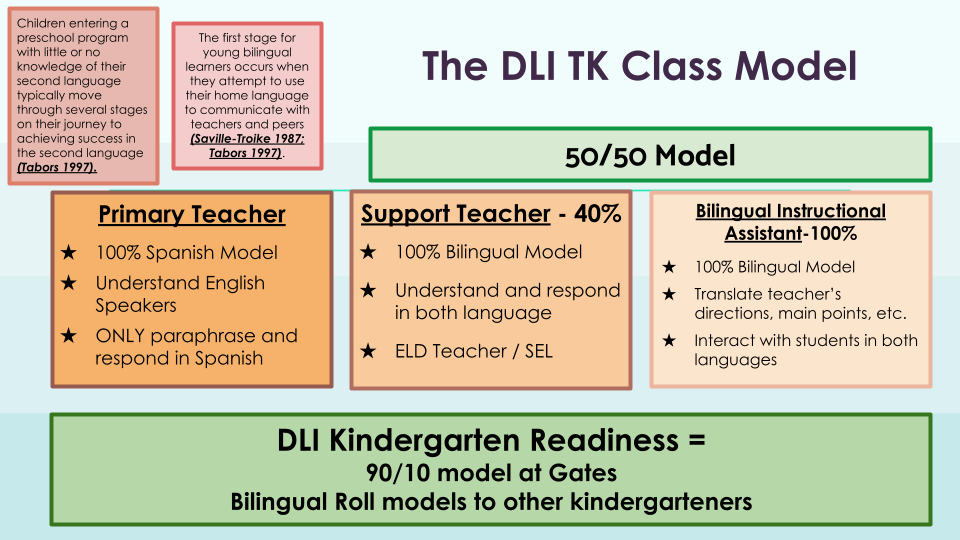 Children entering a
preschool program
with little or no
knowledge of their
second language
typically move
through several stages
on their journey to
achieving success in
the second language
(Tabors 1997).
The first stage for
young bilingual
learners occurs when
they attempt to use
their home language
to communicate with
teachers and peers
(Saville-Troike 1987;
Tabors 1997).
The DLI TK Class Model
50/50 Model
Primary Teacher
★ 100% Spanish Model
★ Understand English
Speakers
★ ONLY paraphrase and
respond in Spanish
Support Teacher - 40%
★ 100% Bilingual Model
★ Understand and respond
in both language
★ ELD Teacher / SEL
Bilingual Instructional
Assistant-100%
★ 100% Bilingual Model
★ Translate teacher's
directions, main points, etc.
★ Interact with students in both
languages
DLI Kindergarten Readiness =
90/10 model at Gates
Bilingual Roll models to other kindergarteners